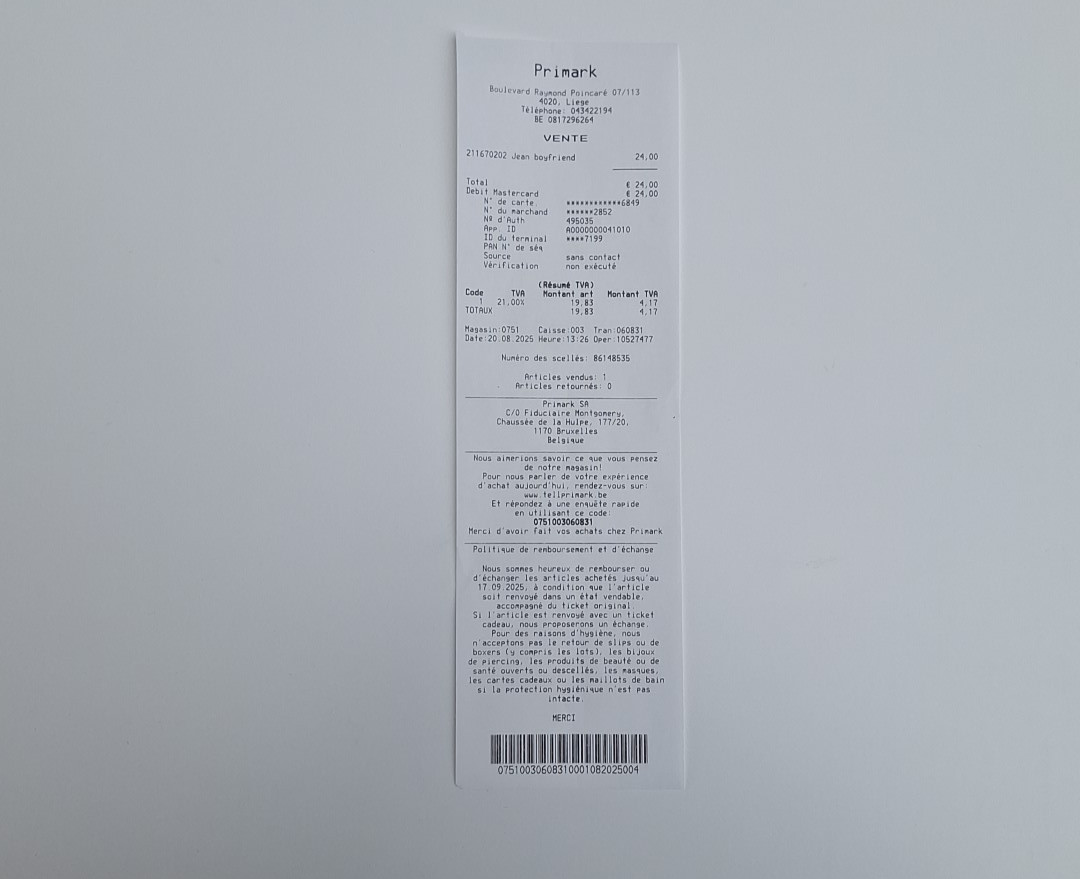 Primark
Boulevard Raymond Poincaré 07/113
4020, Liege
Téléphone: 043422194
BE 0817296264
VENTE
211670202 Jean boyfriend 24,00
Total € 24,00
Debit Mastercard € 24,00
N° de carte. ************6849
N° du marchand ******2852
Nº d'Auth 495035
App. ID A0000000041010
ID du terminal ****7199
PAN N° de séq
Source sans contact
Vérification non exécuté
(Résumé TVA)
Code TVA Montant art Montant TVA
1 21,00% 19,83 4,17
TOTAUX 19,83 4,17
Magasin:0751 Caisse:003 Tran:060831
Date:20.08.2025 Heure:13:26 Oper:10527477
Numéro des scellés: 86148535
Articles vendus: 1
Articles retournés: 0
Primark SA
C/O Fiduciaire Montgomery,
Chaussée de la Hulpe, 177/20,
1170 Bruxelles
Belgique
Nous aimerions savoir ce que vous pensez
de notre magasin!
Pour nous parler de votre expérience
d'achat aujourd'hui, rendez-vous sur:
www.tellprimark.be
Et répondez à une enquête rapide
en utilisant ce code:
0751003060831
Merci d'avoir fait vos achats chez Primark
Politique de remboursement et d'échange
Nous sommes heureux de rembourser ou
d'échanger les articles achetés jusqu'au
17.09.2025, à condition que l'article
soit renvoyé dans un état vendable,
accompagné du ticket original.
Si l'article est renvoyé avec un ticket
cadeau, nous proposerons un échange.
Pour des raisons d'hygiène, nous
n'acceptons pas le retour de slips ou de
boxers (y compris les lots), les bijoux
de piercing, les produits de beauté ou de
santé ouverts ou descellés, les masques,
les cartes cadeaux ou les maillots de bain
si la protection hygiénique n'est pas
intacte.
MERCI
07510030608310001082025004